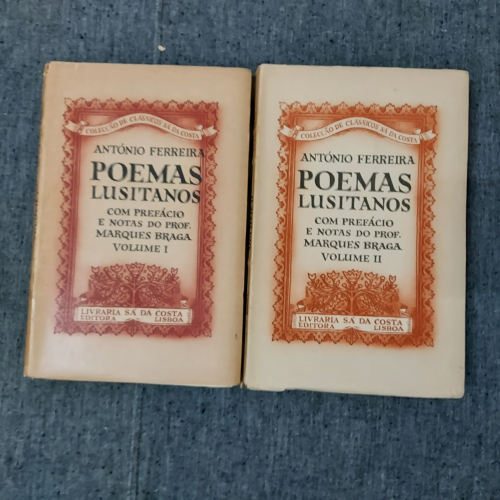 COLECÇÃO DE CLÁSSICOS SÁ DA COSTA
ANTÓNIO FERREIRA
POEMAS
LUSITANOS
COM PREFÁCIO
E NOTAS DO PROF.
MARQUES BRAGA
VOLUME I
LIVRARIA SÁ DA COSTA
EDITORA LISBOA
COLECÇÃO DE CLÁSSICOS SÁ DA COSTA
ANTÓNIO FERREIRA
POEMAS
LUSITANOS
COM PREFÁCIO
E NOTAS DO PROF.
MARQUES BRAGA
VOLUME II
LIVRARIA SÁ DA COSTA
EDITORA LISBOA